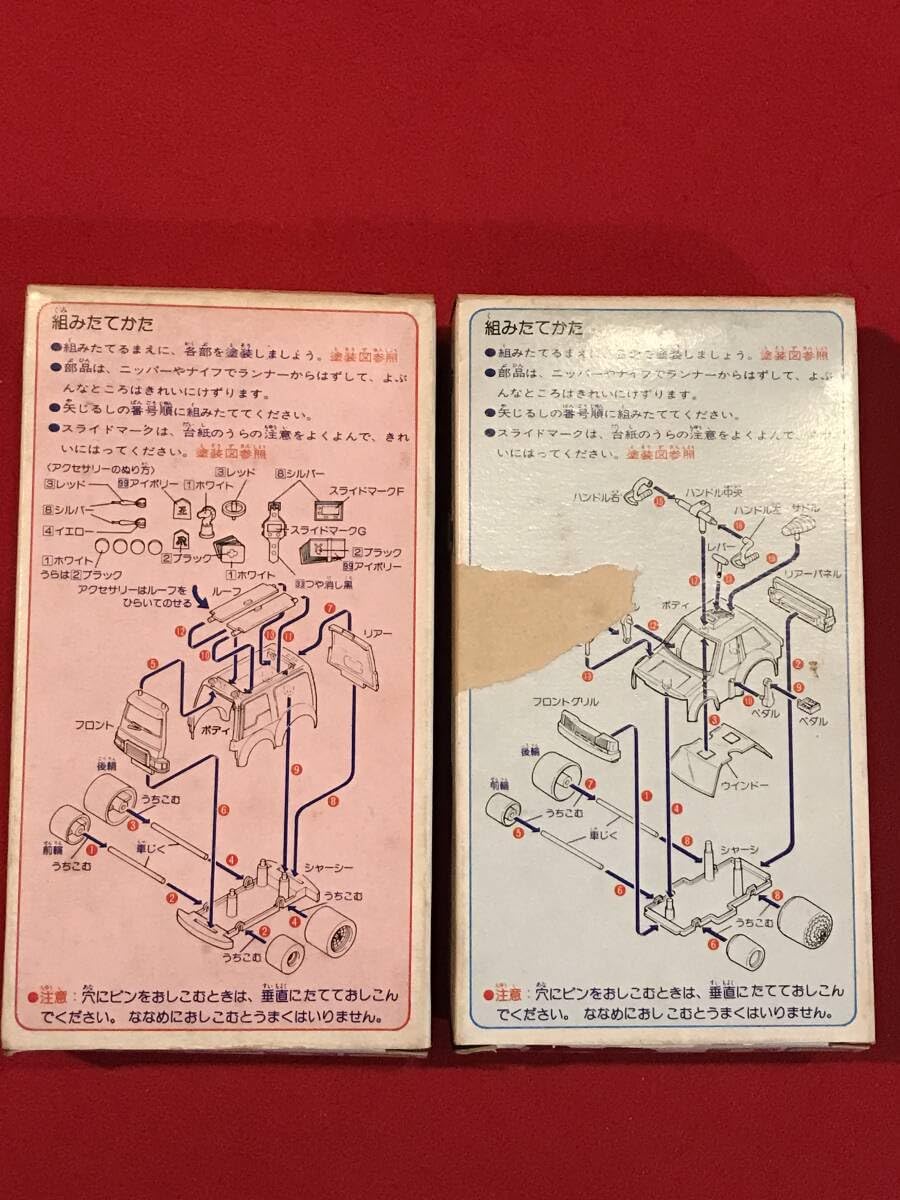 組みたてかた
●組みたてるまえに、各部を塗装しましょう。塗装図参照
●部品は、ニッパーやナイフでランナーからはずして、よぶ
んなところはきれいにけずります。
●矢じるしの番号順に組みたててください。
●スライドマークは、台紙のうらの注意をよくよんで、きれ
いにはってください。塗装図参照
〈アクセサリーのぬり方〉
3レッド
8シルバー
4イエロー
1ホワイト
うらは2ブラック
99アイボリー
1ホワイト
3レッド
8シルバー
スライドマークF
スライドマークG
2ブラック
1ホワイト
2ブラック
99アイボリー
33つや消し黒
アクセサリーはルーフを
ひらいてのせる
ルーフ
リアー
フロント
ボディ
後輪
うちこむ
前輪
うちこむ
車じく
シャーシー
うちこむ
うちこむ
●注意：穴にピンをおしこむときは、垂直にたてておしこん
でください。ななめにおしこむとうまくはいりません。
組みたてかた
●組みたてるまえに、各部を塗装しましょう。塗装図参照
●部品は、ニッパーやナイフでランナーからはずして、よぶ
んなところはきれいにけずります。
●矢じるしの番号順に組みたててください。
●スライドマークは、台紙のうらの注意をよくよんで、きれ
いにはってください。塗装図参照
ハンドル右
ハンドル中央
ハンドル左
サドル
レバー
リアーパネル
ボディ
フロントグリル
ペダル
ペダル
ウインドー
後輪
うちこむ
前輪
うちこむ
車じく
シャーシ
うちこむ
●注意：穴にピンをおしこむときは、垂直にたてておしこん
でください。ななめにおしこむとうまくはいりません。